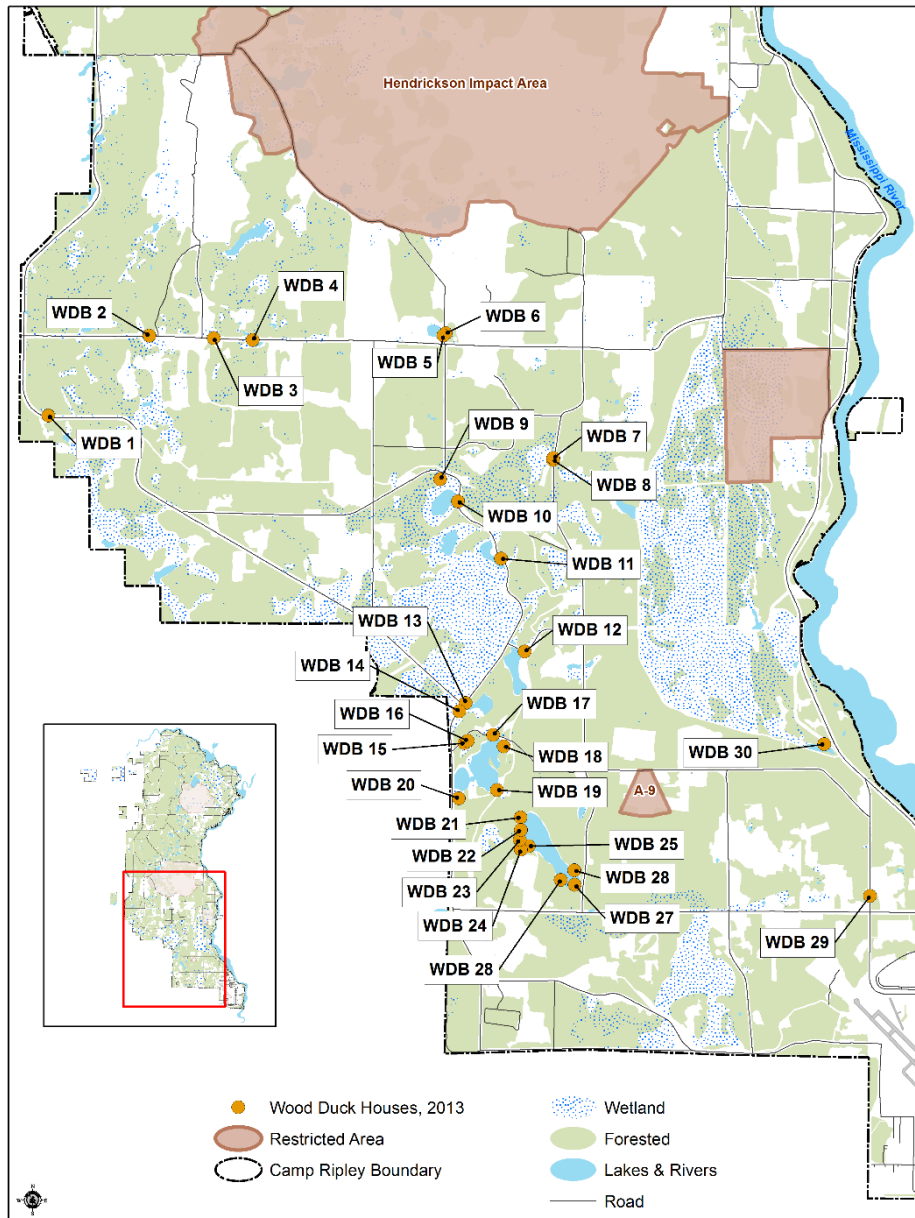 Hendrickson Impact Area
Mississippi River
WDB 4
WDB 2
WDB 6
WDB 5
WDB 3
WDB 1
WDB 9
WDB 7
WDB 8
WDB 10
WDB 11
WDB 13
WDB 12
WDB 14
WDB 17
WDB 16
WDB 15
WDB 18
WDB 30
WDB 20
WDB 19
A-9
WDB 21
WDB 25
WDB 22
WDB 28
WDB 23
WDB 27
WDB 24
WDB 29
WDB 28
Wood Duck Houses, 2013
Restricted Area
Camp Ripley Boundary
Wetland
Forested
Lakes & Rivers
Road
N
W
E
S